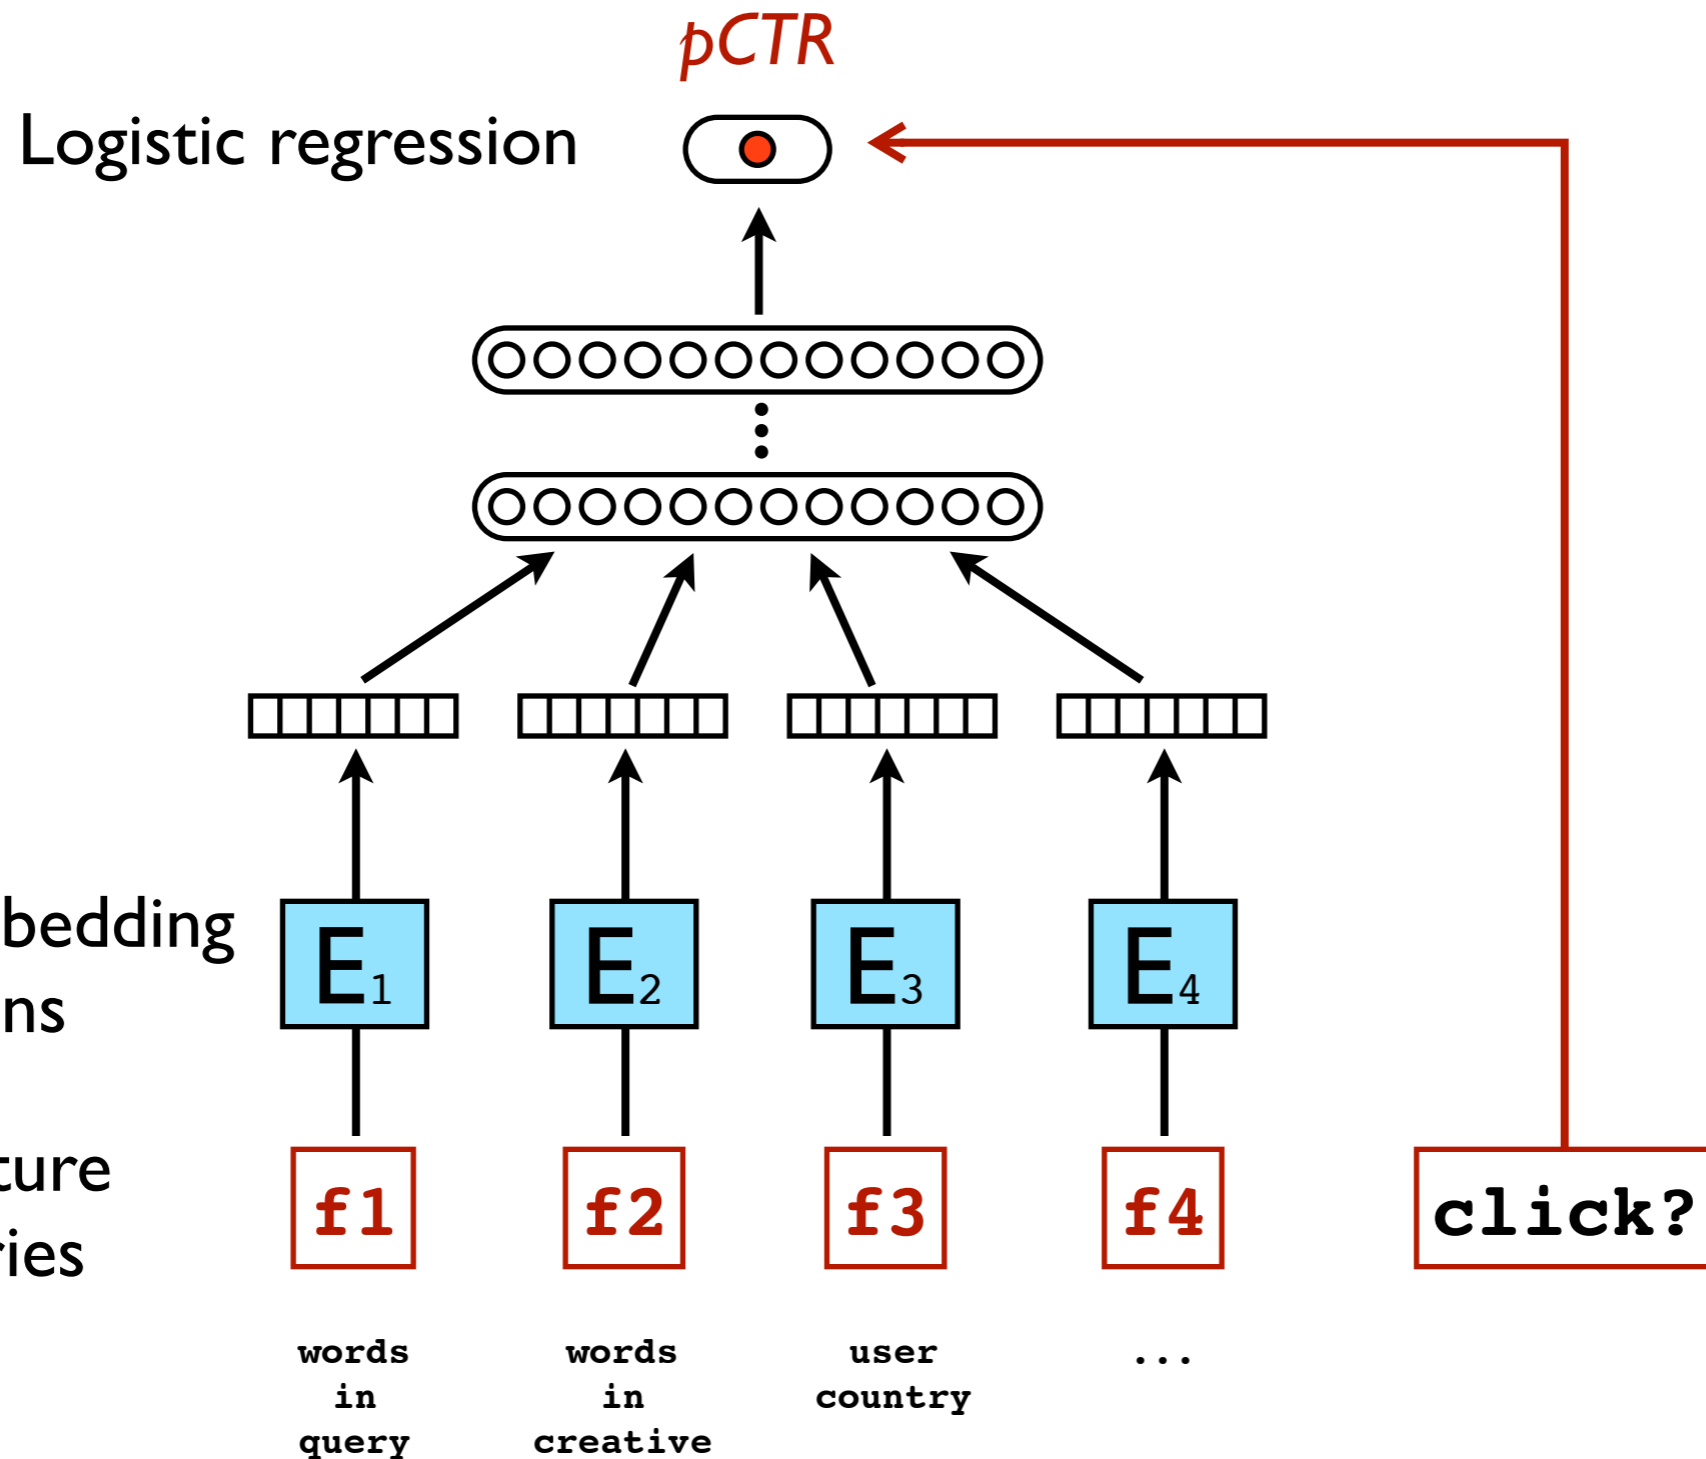 pCTR
Logistic regression
bedding
E1 E2 E3 E4
ns
ture
f1 f2 f3 f4 click?
ries
words words user ...
in in country
query creative